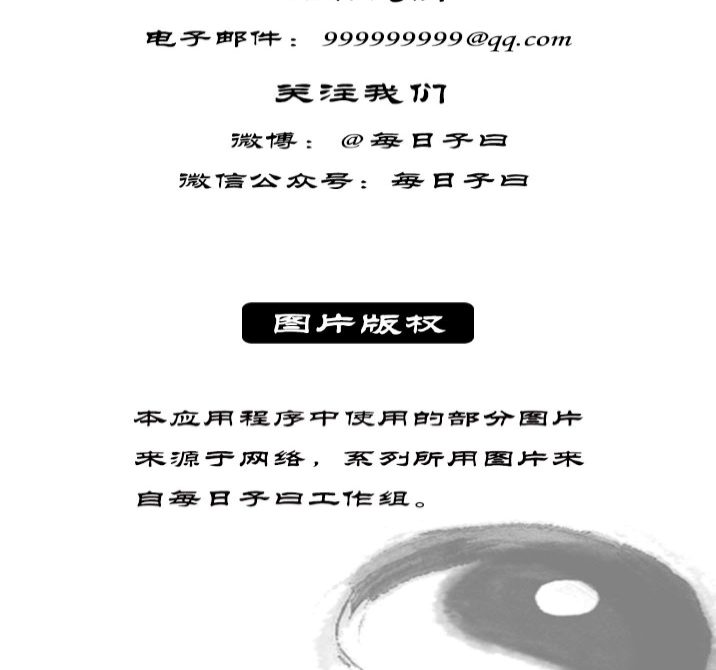 电子邮件：999999999@qq.com
关注我们
微博：@每日子曰
微信公众号：每日子曰
图片版权
本应用程序中使用的部分图片
来源于网络，系列所用图片来
自每日子曰工作组。